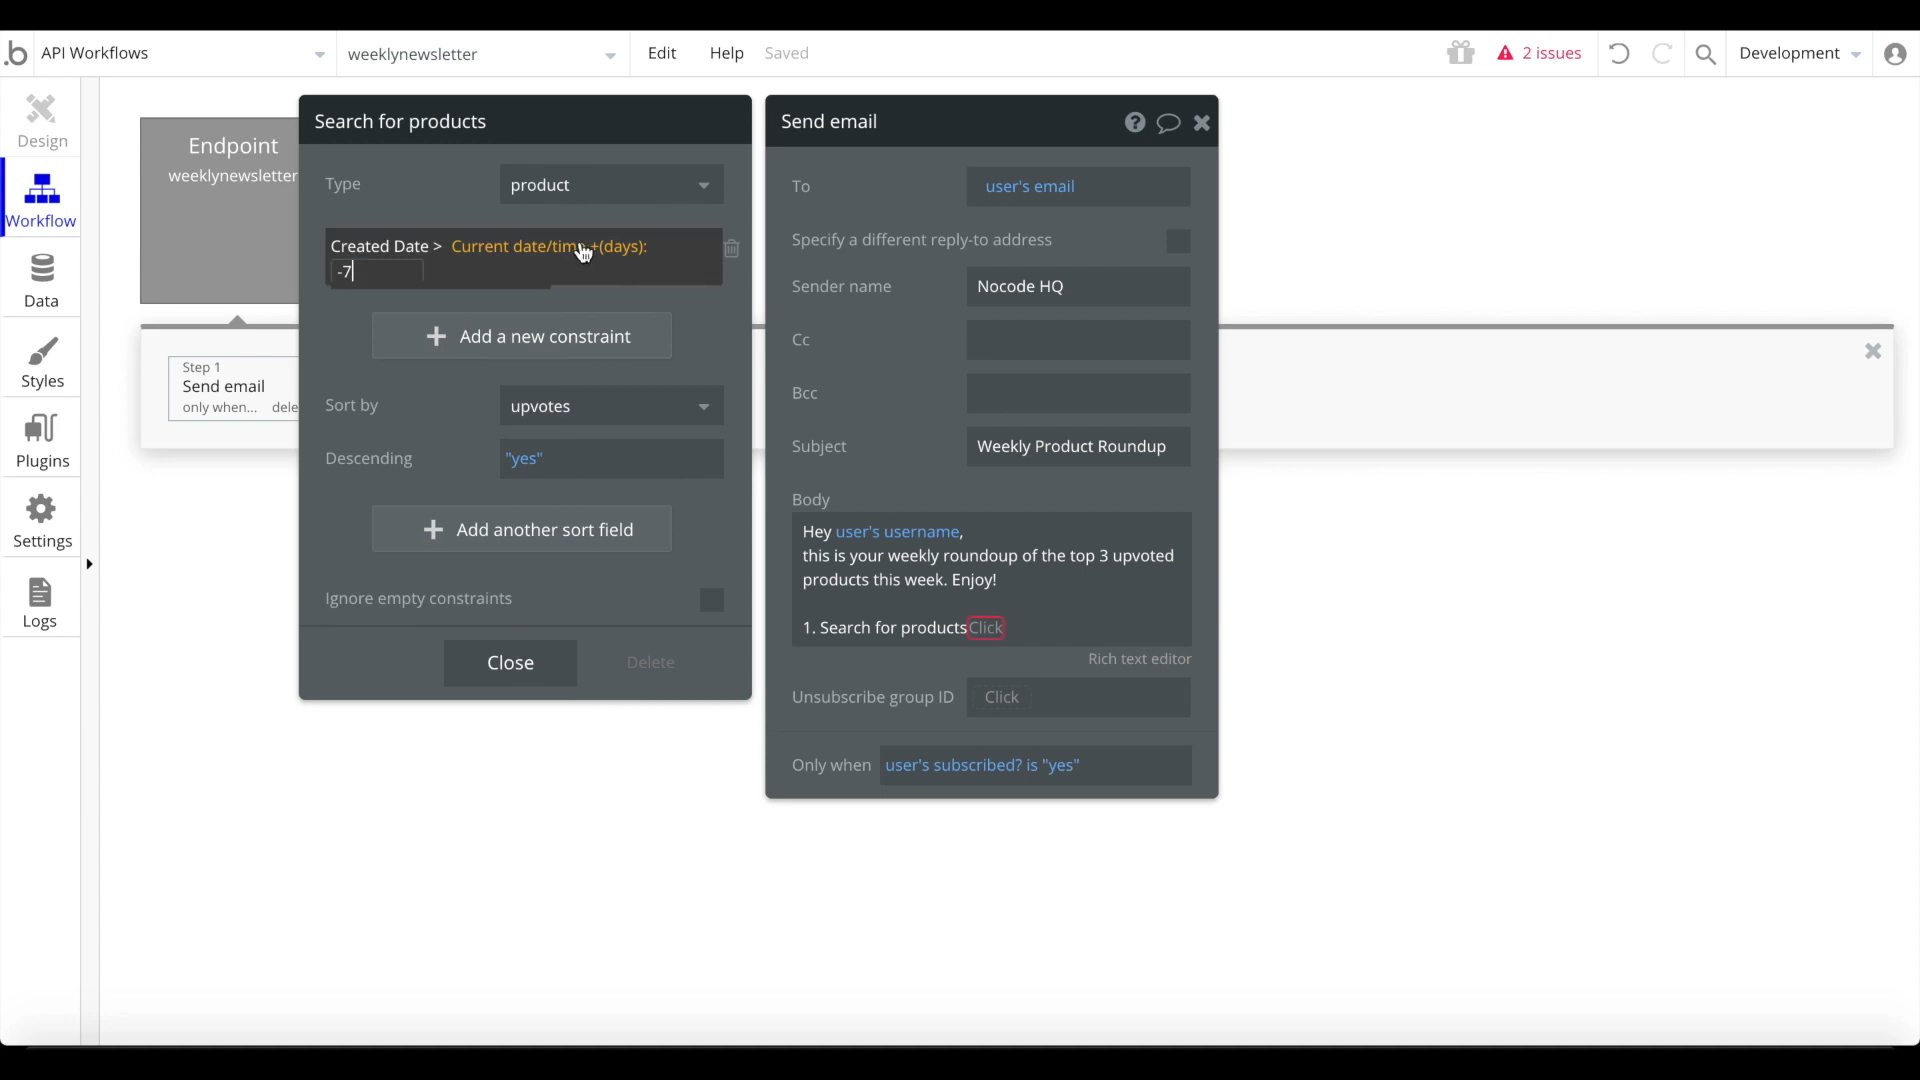 .b API Workflows weeklynewsletter Edit Help Saved 2 issues Development
Design
Workflow
Data
Styles
Plugins
Settings
Logs
Endpoint
weeklynewsletter
Step 1
Send email
only when... dele
Search for products
Type product
Created Date > Current date/time +(days):
-7
Add a new constraint
Sort by upvotes
Descending "yes"
Add another sort field
Ignore empty constraints
Close Delete
Send email
To user's email
Specify a different reply-to address
Sender name Nocode HQ
Cc
Bcc
Subject Weekly Product Roundup
Body
Hey user's username,
this is your weekly roundoup of the top 3 upvoted
products this week. Enjoy!
1. Search for productsClick
Rich text editor
Unsubscribe group ID Click
Only when user's subscribed? is "yes"